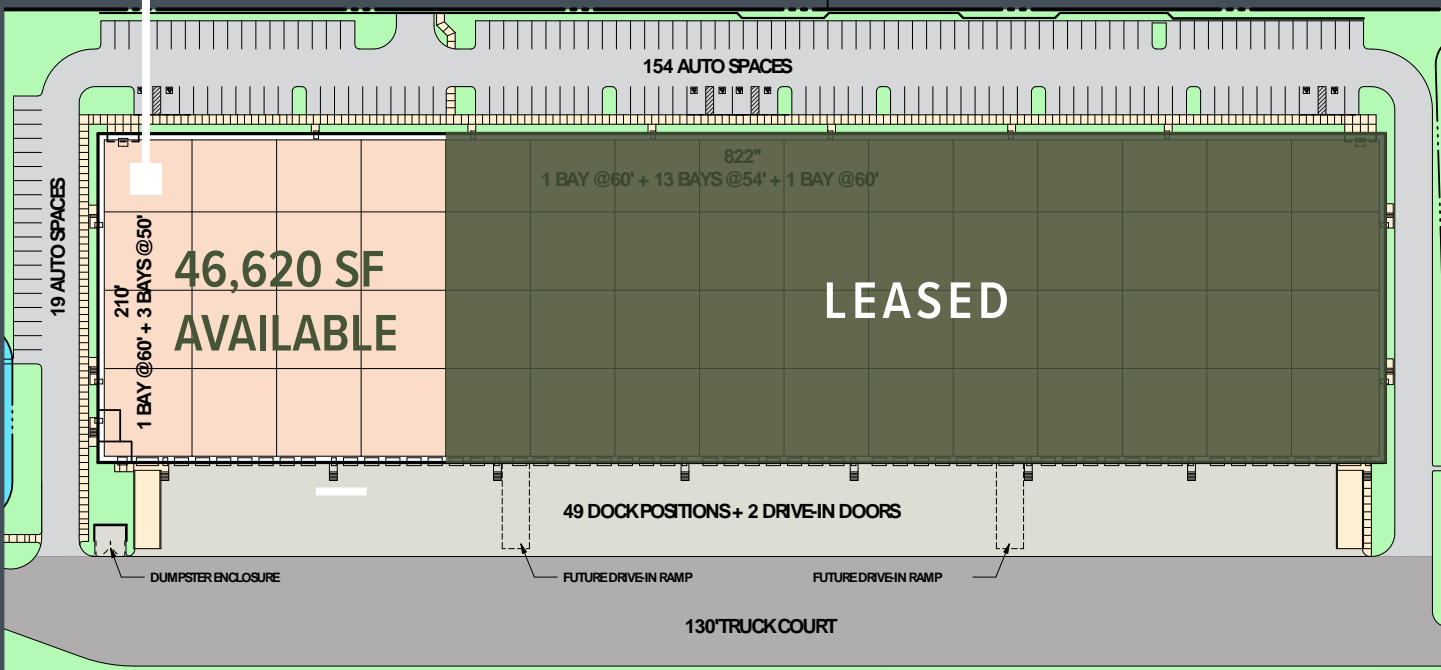 154 AUTO SPACES
822"
1 BAY @60' + 13 BAYS @54' + 1 BAY @60'
19 AUTO SPACES
210'
1 BAY @60' + 3 BAYS @50'
46,620 SF
AVAILABLE
LEASED
49 DOCK POSITIONS + 2 DRIVE-IN DOORS
DUMPSTER ENCLOSURE
FUTURE DRIVE-IN RAMP
FUTURE DRIVE-IN RAMP
130' TRUCK COURT